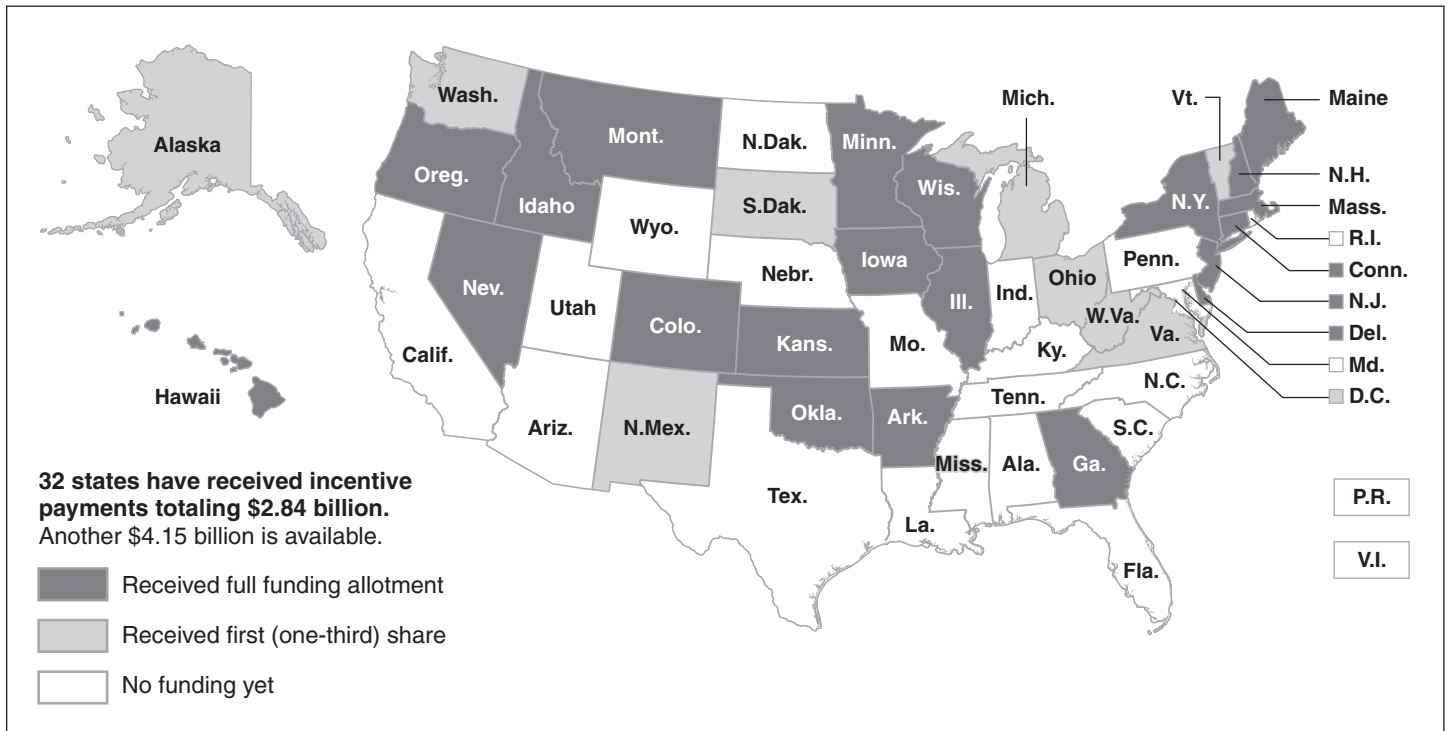 Alaska
Hawaii
Wash.
Oreg.
Idaho
Mont.
N.Dak.
S.Dak.
Minn.
Wis.
Mich.
Vt.
Maine
N.H.
Mass.
R.I.
Conn.
N.J.
Del.
Md.
D.C.
N.Y.
Wyo.
Nebr.
Iowa
Ill.
Ind.
Ohio
Penn.
W.Va.
Va.
Nev.
Utah
Colo.
Kans.
Mo.
Ky.
Calif.
Ariz.
N.Mex.
Okla.
Ark.
Tenn.
N.C.
S.C.
Miss.
Ala.
Ga.
Tex.
La.
Fla.
P.R.
V.I.
32 states have received incentive
payments totaling $2.84 billion.
Another $4.15 billion is available.
Received full funding allotment
Received first (one-third) share
No funding yet